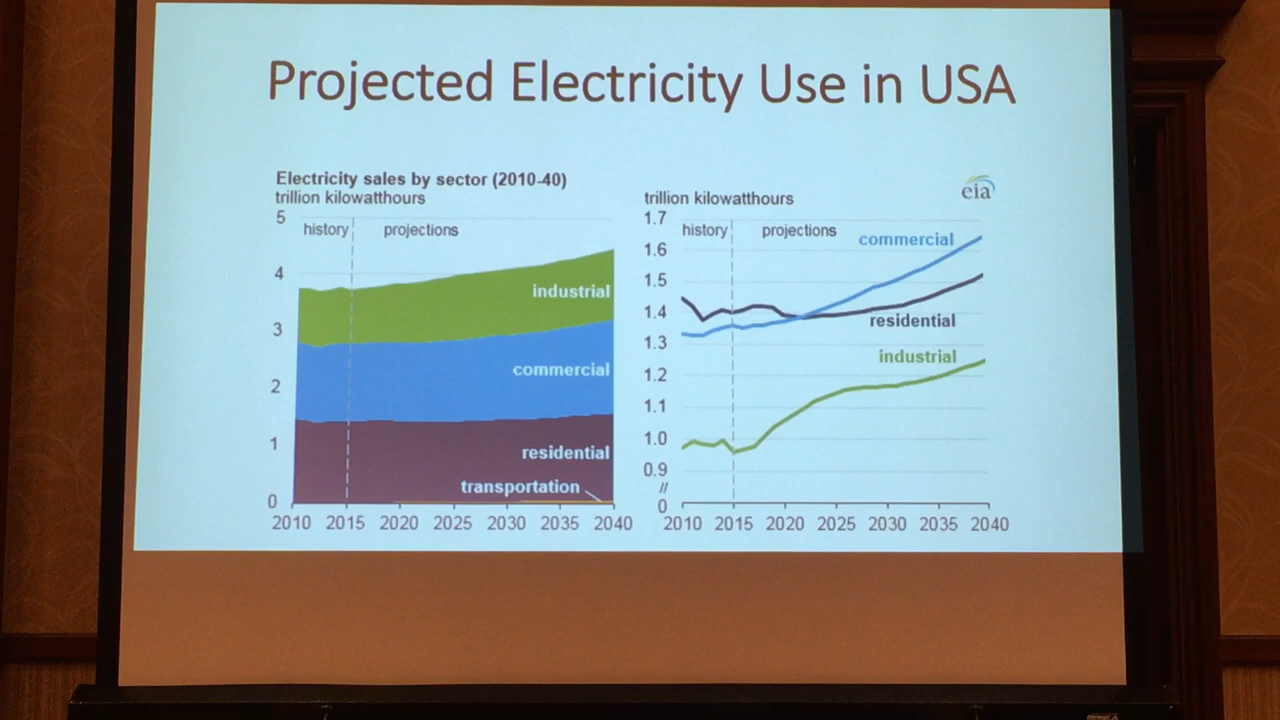 Projected Electricity Use in USA
Electricity sales by sector (2010-40)
trillion kilowatthours
5
4
3
2
1
0
history
projections
industrial
commercial
residential
transportation
2010 2015 2020 2025 2030 2035 2040
eia
trillion kilowatthours
1.7
1.6
1.5
1.4
1.3
1.2
1.1
1.0
0.9
//
0
history
projections
commercial
residential
industrial
2010 2015 2020 2025 2030 2035 2040